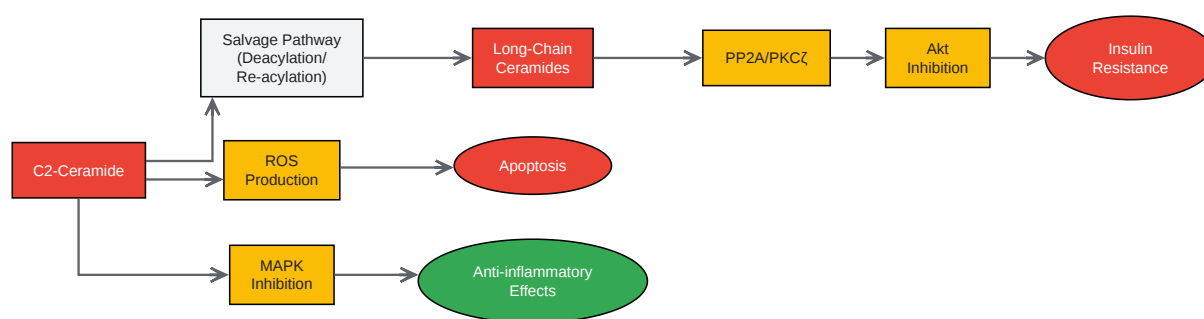 Salvage Pathway
(Deacylation/
Re-acylation)
Long-Chain
Ceramides
PP2A/PKCζ
Akt
Inhibition
Insulin
Resistance
C2-Ceramide
ROS
Production
Apoptosis
MAPK
Inhibition
Anti-inflammatory
Effects